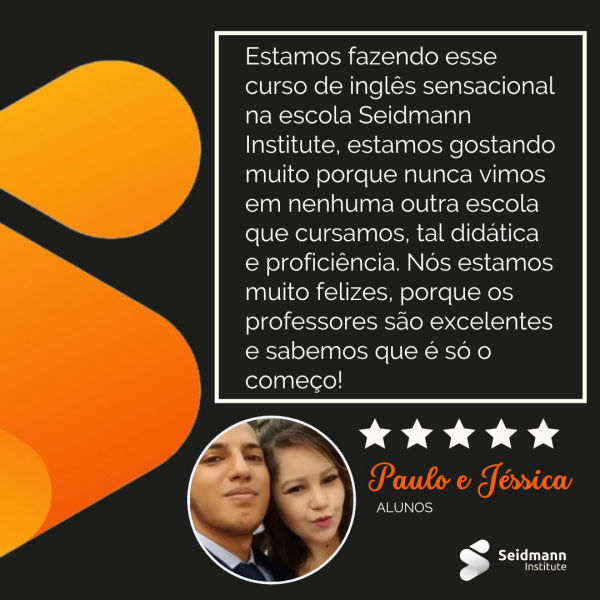 Estamos fazendo esse
curso de inglês sensacional
na escola Seidmann
Institute, estamos gostando
muito porque nunca vimos
em nenhuma outra escola
que cursamos, tal didática
e proficiência. Nós estamos
muito felizes, porque os
professores são excelentes
e sabemos que é só o
começo!
Paulo e Jéssica
ALUNOS
Seidmann
Institute